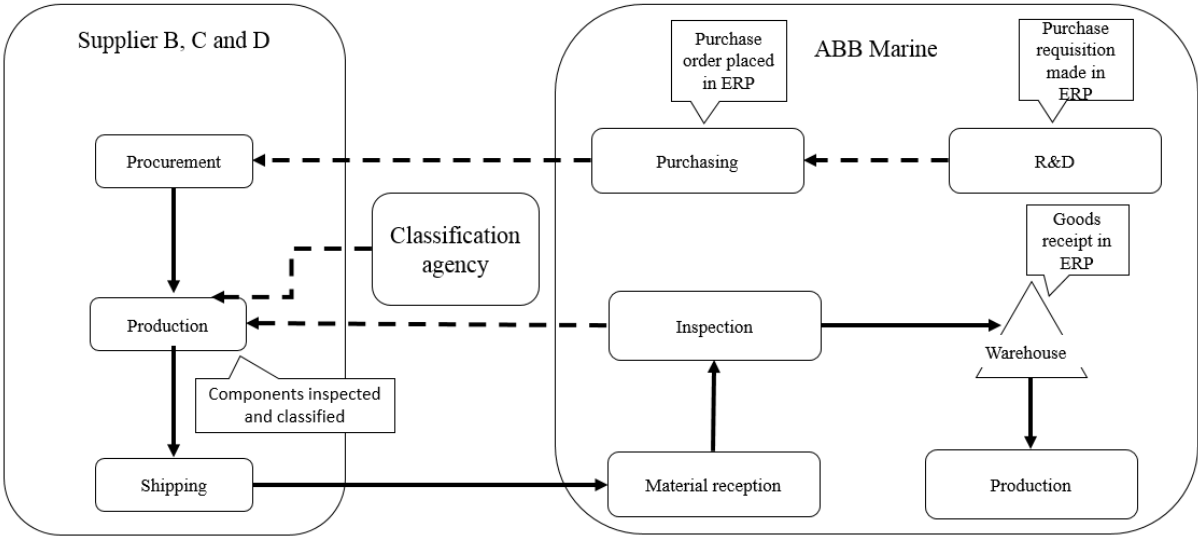 Supplier B, C and D
ABB Marine
Purchase
order placed
in ERP
Purchase
requisition
made in
ERP
Procurement
Purchasing
R&D
Classification
agency
Goods
receipt in
ERP
Production
Inspection
Warehouse
Components inspected
and classified
Shipping
Material reception
Production